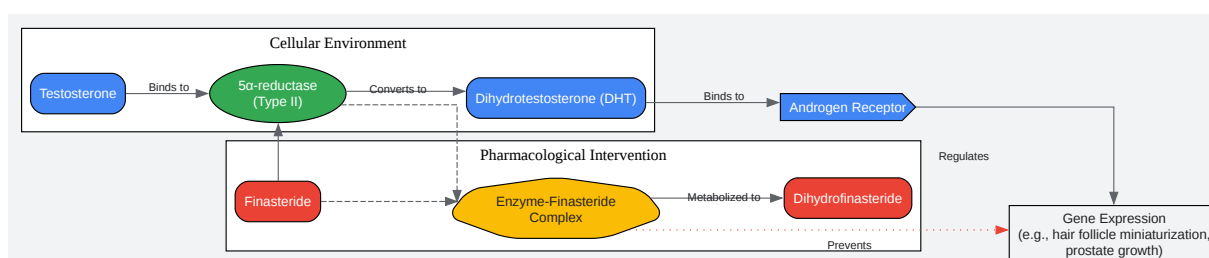 Cellular Environment
Testosterone
Binds to
5α-reductase
(Type II)
Converts to
Dihydrotestosterone (DHT)
Binds to
Androgen Receptor
Pharmacological Intervention
Regulates
Finasteride
Enzyme-Finasteride
Complex
Metabolized to
Dihydrofinasteride
Prevents
Gene Expression
(e.g., hair follicle miniaturization,
prostate growth)